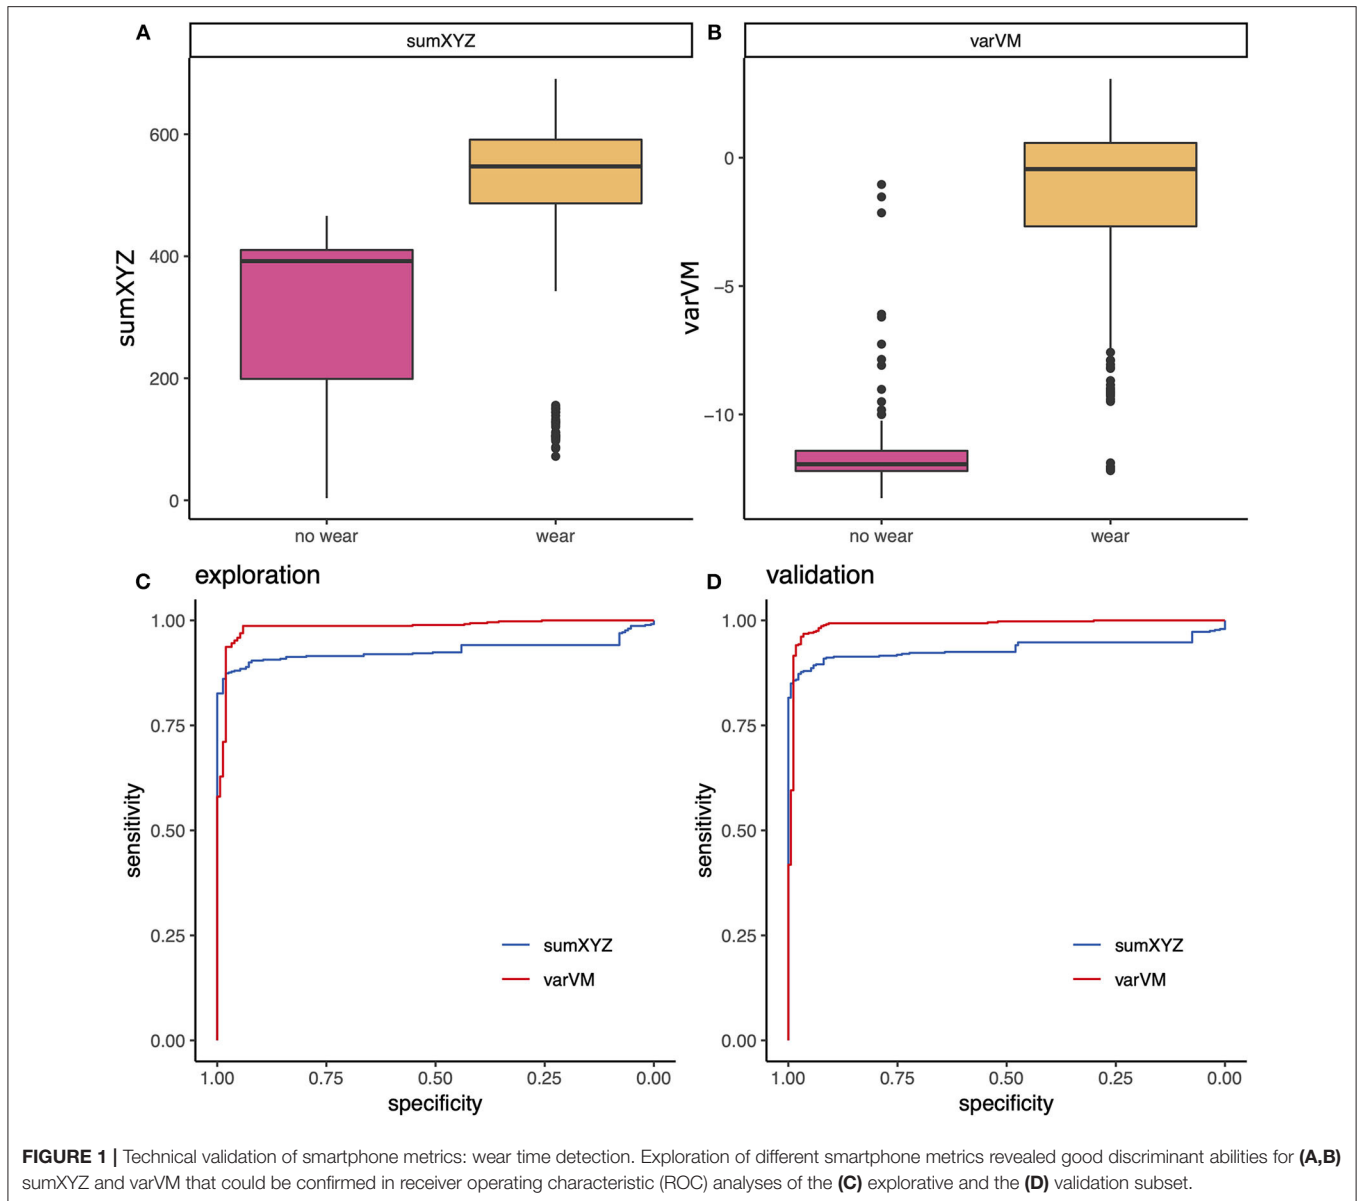 A
sumXYZ
sumXYZ
600
400
200
0
no wear
wear
B
varVM
varVM
0
−5
−10
no wear
wear
C
exploration
sensitivity
1.00
0.75
0.50
0.25
0.00
sumXYZ
varVM
1.00
0.75
0.50
0.25
0.00
specificity
D
validation
sensitivity
1.00
0.75
0.50
0.25
0.00
sumXYZ
varVM
1.00
0.75
0.50
0.25
0.00
specificity
FIGURE 1 | Technical validation of smartphone metrics: wear time detection. Exploration of different smartphone metrics revealed good discriminant abilities for (A,B)
sumXYZ and varVM that could be confirmed in receiver operating characteristic (ROC) analyses of the (C) explorative and the (D) validation subset.